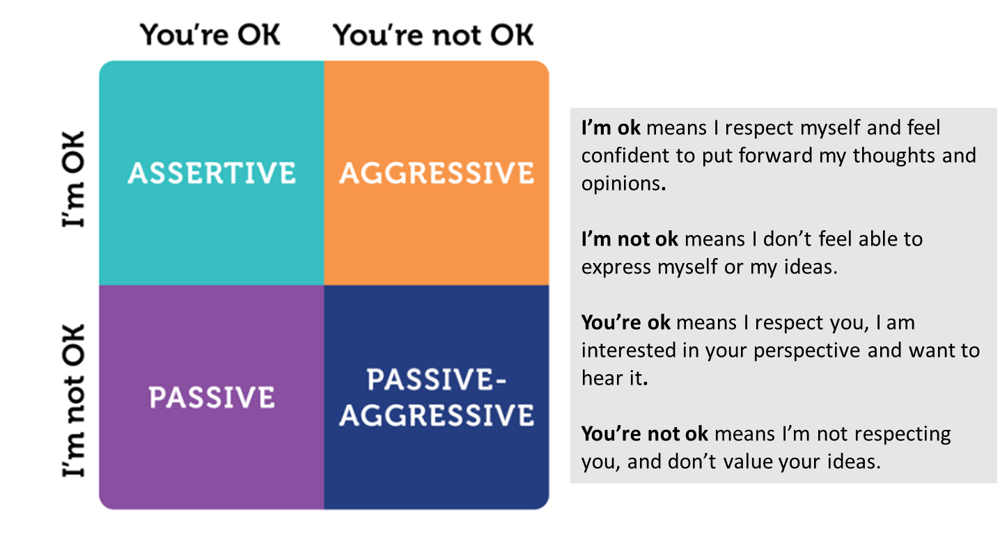 You’re OK You’re not OK
I’m OK
ASSERTIVE AGGRESSIVE
I’m not OK
PASSIVE
PASSIVE-
AGGRESSIVE
I’m ok means I respect myself and feel
confident to put forward my thoughts and
opinions.
I’m not ok means I don’t feel able to
express myself or my ideas.
You’re ok means I respect you, I am
interested in your perspective and want to
hear it.
You’re not ok means I’m not respecting
you, and don’t value your ideas.